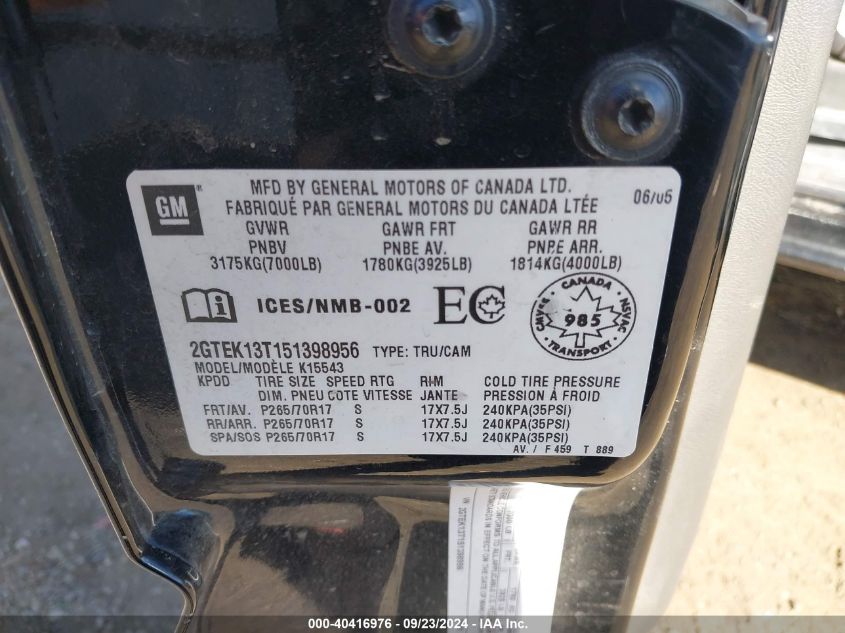 GM
MFD BY GENERAL MOTORS OF CANADA LTD.
FABRIQUÉ PAR GENERAL MOTORS DU CANADA LTÉE
06/05
GVWR GAWR FRT GAWR RR
PNBV PNBE AV. PNBE ARR.
3175KG(7000LB) 1780KG(3925LB) 1814KG(4000LB)
ICES/NMB-002
EC
CANADA
CMVSS 985 NSVAC
TRANSPORT
2GTEK13T151398956 TYPE: TRU/CAM
MODEL/MODÈLE K15543
KPDD TIRE SIZE SPEED RTG RIM COLD TIRE PRESSURE
DIM. PNEU COTE VITESSE JANTE PRESSION À FROID
FRT/AV. P265/70R17 S 17X7.5J 240KPA(35PSI)
RR/ARR. P265/70R17 S 17X7.5J 240KPA(35PSI)
SPA/SOS P265/70R17 S 17X7.5J 240KPA(35PSI)
AV. / F 459 T 889
000-40416976 - 09/23/2024 - IAA Inc.